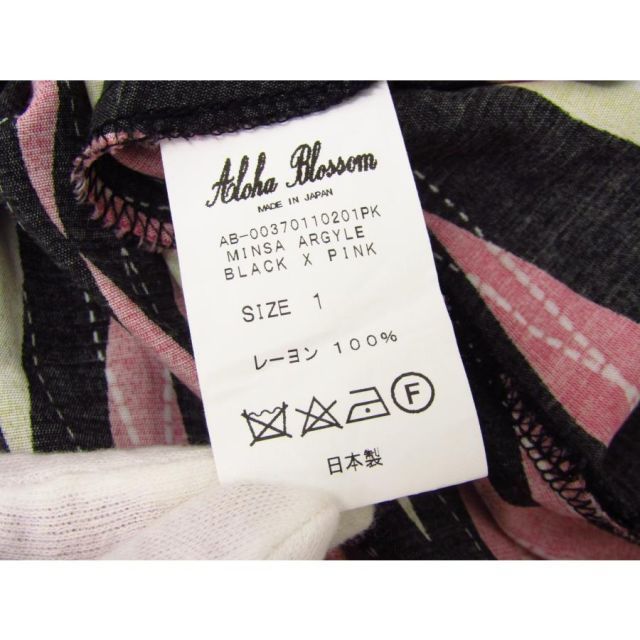 Aloha Blossom
MADE IN JAPAN
AB-00370110201PK
MINSA ARGYLE
BLACK X PINK
SIZE 1
レーヨン 100%
F
日本製